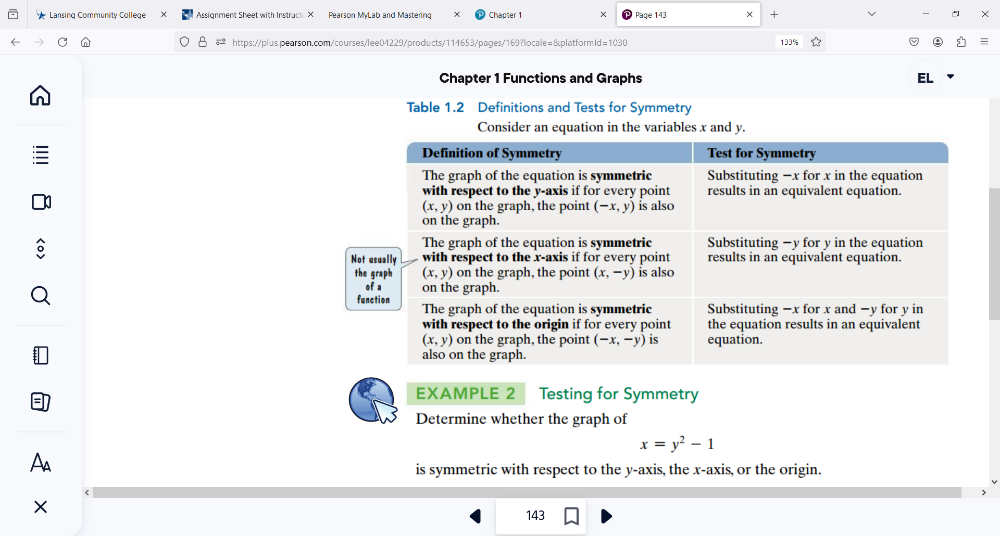 Lansing Community College
Assignment Sheet with Instructo
Pearson MyLab and Mastering
Chapter 1
Page 143
https://plus.pearson.com/courses/lee04229/products/114653/pages/169?locale=&platformId=1030
133%
Chapter 1 Functions and Graphs
EL
Table 1.2 Definitions and Tests for Symmetry
Consider an equation in the variables x and y.
Definition of Symmetry
Test for Symmetry
The graph of the equation is symmetric
with respect to the y-axis if for every point
(x, y) on the graph, the point (−x, y) is also
on the graph.
Substituting −x for x in the equation
results in an equivalent equation.
Not usually
the graph
of a
function
The graph of the equation is symmetric
with respect to the x-axis if for every point
(x, y) on the graph, the point (x, −y) is also
on the graph.
Substituting −y for y in the equation
results in an equivalent equation.
The graph of the equation is symmetric
with respect to the origin if for every point
(x, y) on the graph, the point (−x, −y) is
also on the graph.
Substituting −x for x and −y for y in
the equation results in an equivalent
equation.
EXAMPLE 2 Testing for Symmetry
Determine whether the graph of
x = y² − 1
is symmetric with respect to the y-axis, the x-axis, or the origin.
AA
143